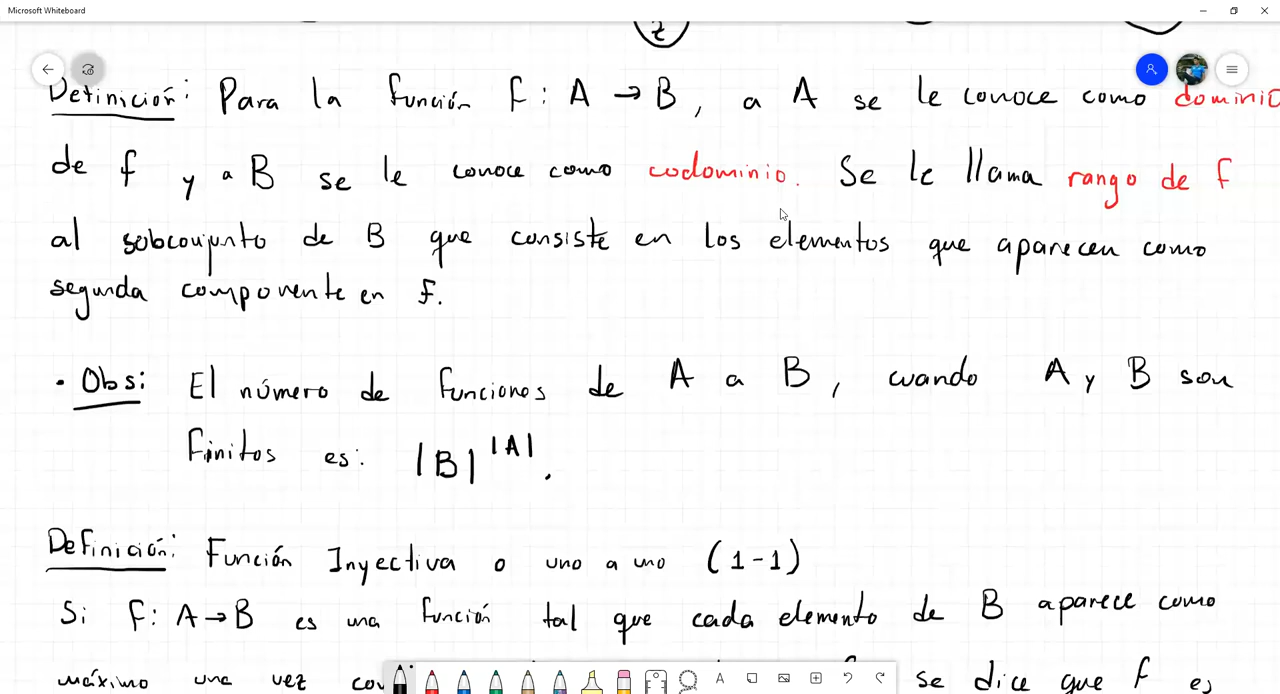 Microsoft Whiteboard
Definición: Para la función f: A → B, a A se le conoce como dominio
de f y a B se le conoce como codominio. Se le llama rango de f
al subconjunto de B que consiste en los elementos que aparecen como
segunda componente en f.
• Obs: El número de funciones de A a B, cuando A y B son
finitos es: |B|^|A|.
Definición: Función Inyectiva o uno a uno (1-1)
Si f: A → B es una función tal que cada elemento de B aparece como
máximo una vez se dice que f es